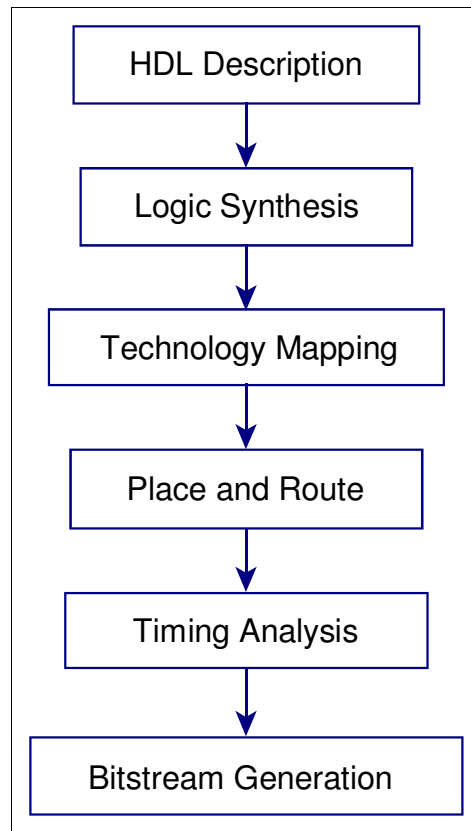 HDL Description
Logic Synthesis
Technology Mapping
Place and Route
Timing Analysis
Bitstream Generation